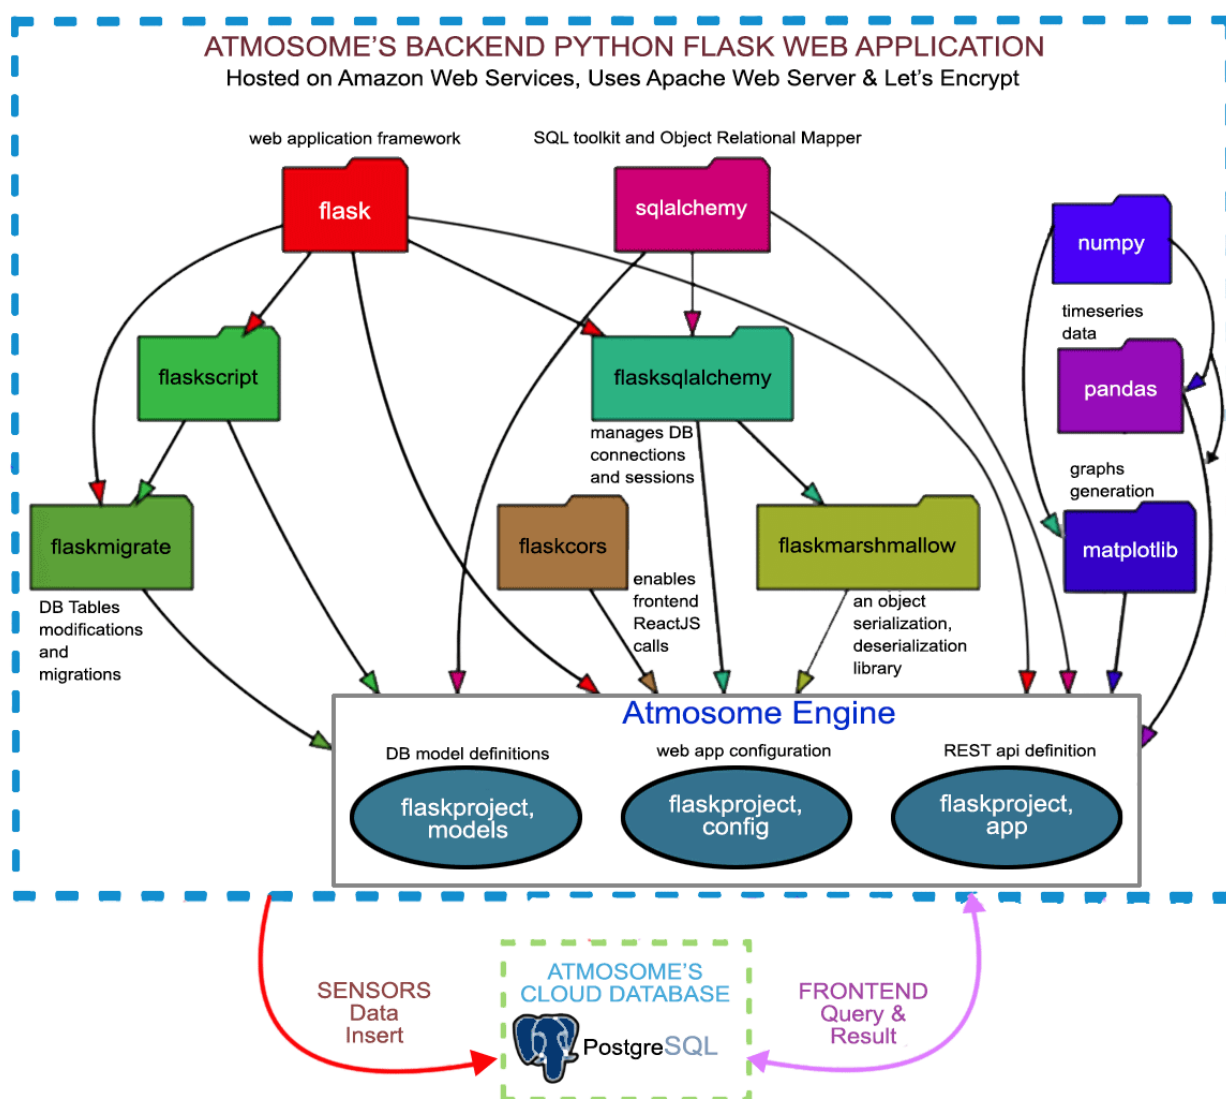 ATMOSOME'S BACKEND PYTHON FLASK WEB APPLICATION
Hosted on Amazon Web Services, Uses Apache Web Server & Let's Encrypt
web application framework
SQL toolkit and Object Relational Mapper
flask
sqlalchemy
numpy
timeseries
data
flaskscript
flasksqlalchemy
pandas
manages DB
connections
and sessions
graphs
generation
flaskmigrate
flaskcors
flaskmarshmallow
matplotlib
DB Tables
modifications
and
migrations
enables
frontend
ReactJS
calls
an object
serialization,
deserialization
library
Atmosome Engine
DB model definitions
web app configuration
REST api definition
flaskproject,
models
flaskproject,
config
flaskproject,
app
SENSORS
Data
Insert
ATMOSOME'S
CLOUD DATABASE
PostgreSQL
FRONTEND
Query &
Result